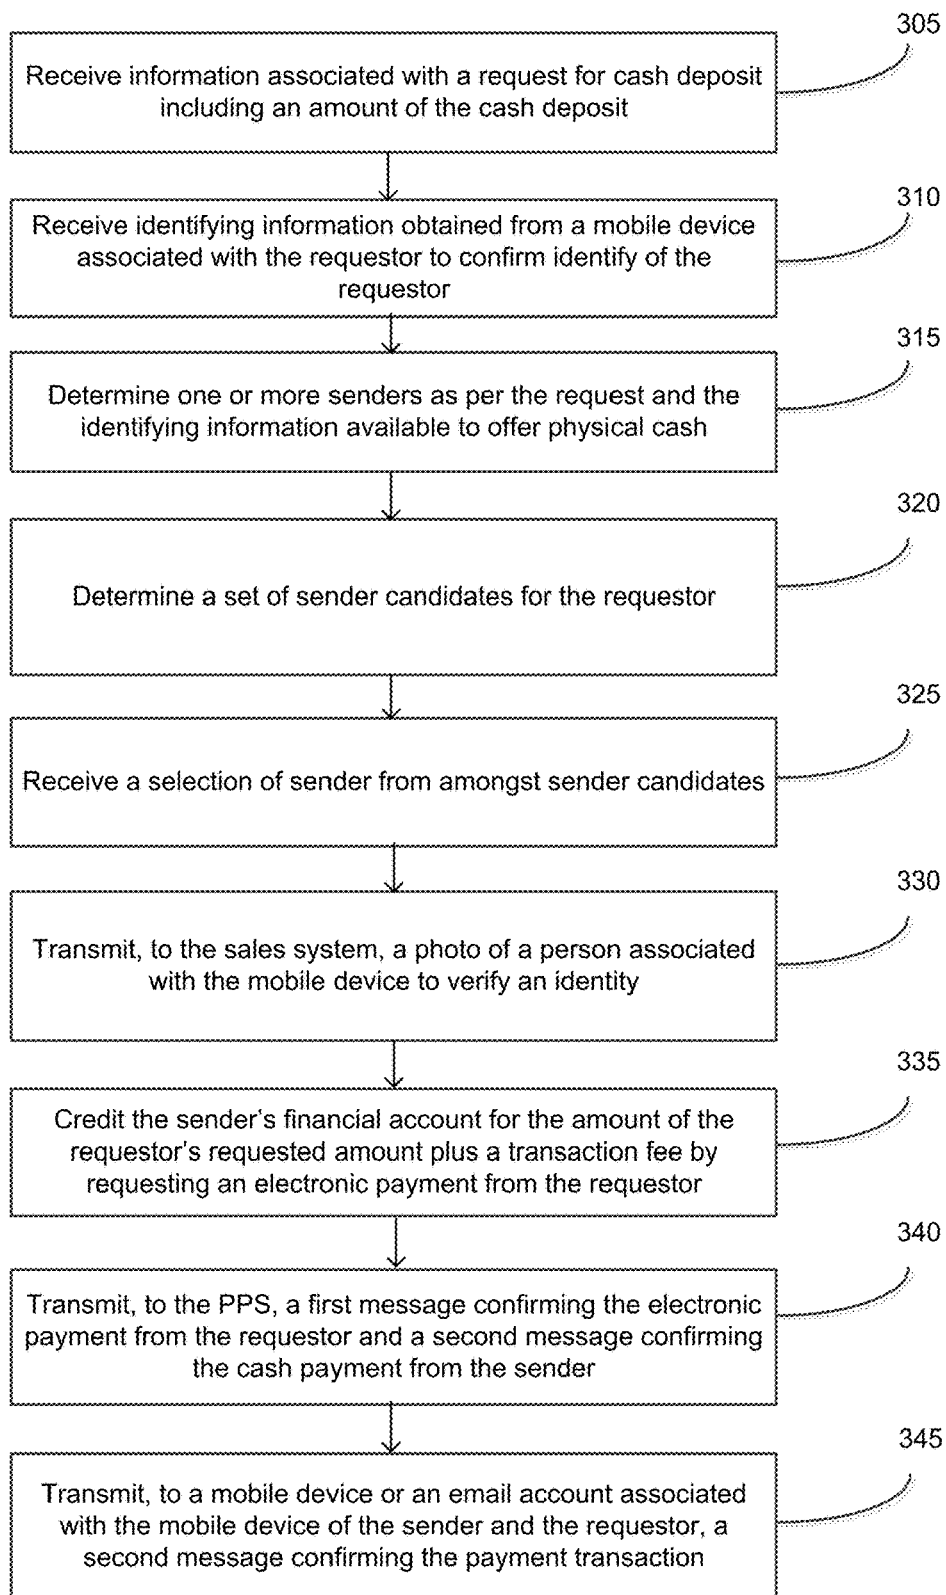 305
Receive information associated with a request for cash deposit
including an amount of the cash deposit
310
Receive identifying information obtained from a mobile device
associated with the requestor to confirm identify of the
requestor
315
Determine one or more senders as per the request and the
identifying information available to offer physical cash
320
Determine a set of sender candidates for the requestor
325
Receive a selection of sender from amongst sender candidates
330
Transmit, to the sales system, a photo of a person associated
with the mobile device to verify an identity
335
Credit the sender's financial account for the amount of the
requestor's requested amount plus a transaction fee by
requesting an electronic payment from the requestor
340
Transmit, to the PPS, a first message confirming the electronic
payment from the requestor and a second message confirming
the cash payment from the sender
345
Transmit, to a mobile device or an email account associated
with the mobile device of the sender and the requestor, a
second message confirming the payment transaction